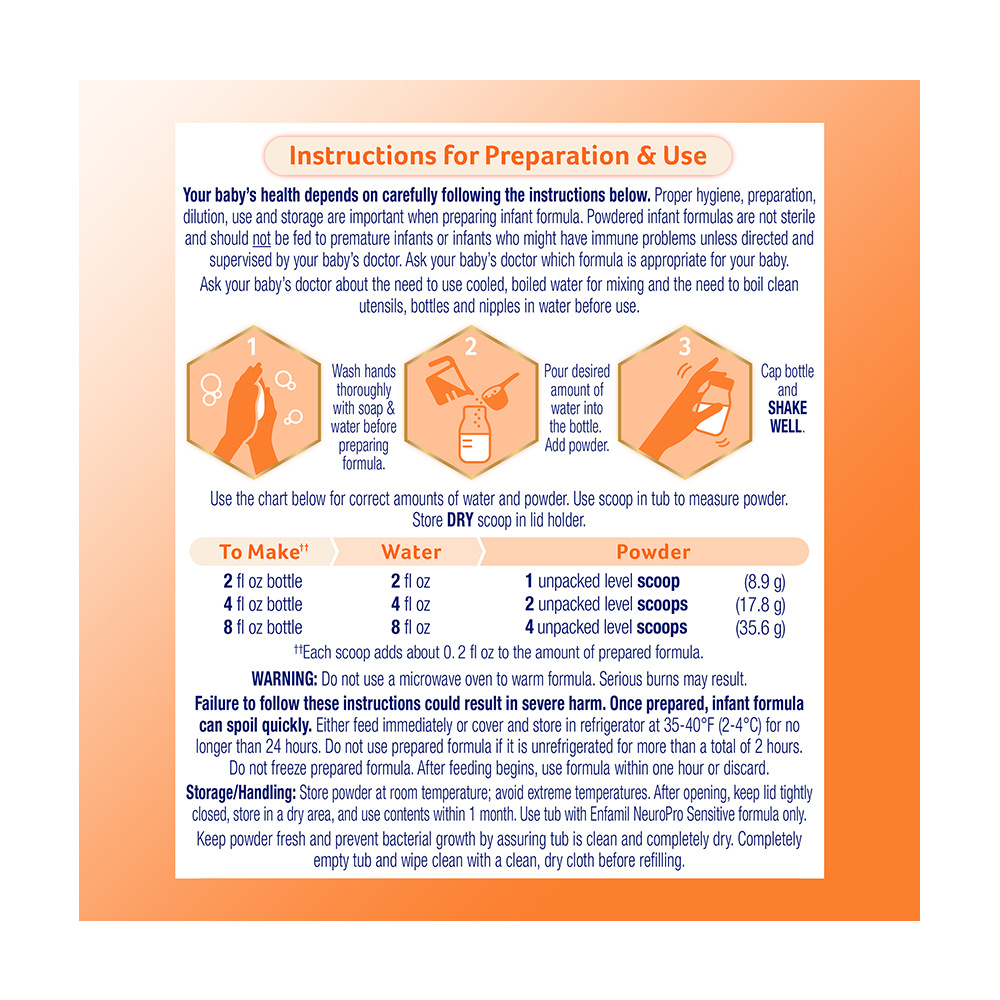 Instructions for Preparation & Use
Your baby's health depends on carefully following the instructions below. Proper hygiene, preparation,
dilution, use and storage are important when preparing infant formula. Powdered infant formulas are not sterile
and should not be fed to premature infants or infants who might have immune problems unless directed and
supervised by your baby's doctor. Ask your baby's doctor which formula is appropriate for your baby.
Ask your baby's doctor about the need to use cooled, boiled water for mixing and the need to boil clean
utensils, bottles and nipples in water before use.
1
Wash hands
thoroughly
with soap &
water before
preparing
formula.
2
Pour desired
amount of
water into
the bottle.
Add powder.
3
Cap bottle
and
SHAKE
WELL.
Use the chart below for correct amounts of water and powder. Use scoop in tub to measure powder.
Store DRY scoop in lid holder.
To Make†† Water Powder
2 fl oz bottle 2 fl oz 1 unpacked level scoop (8.9 g)
4 fl oz bottle 4 fl oz 2 unpacked level scoops (17.8 g)
8 fl oz bottle 8 fl oz 4 unpacked level scoops (35.6 g)
††Each scoop adds about 0. 2 fl oz to the amount of prepared formula.
WARNING: Do not use a microwave oven to warm formula. Serious burns may result.
Failure to follow these instructions could result in severe harm. Once prepared, infant formula
can spoil quickly. Either feed immediately or cover and store in refrigerator at 35-40°F (2-4°C) for no
longer than 24 hours. Do not use prepared formula if it is unrefrigerated for more than a total of 2 hours.
Do not freeze prepared formula. After feeding begins, use formula within one hour or discard.
Storage/Handling: Store powder at room temperature; avoid extreme temperatures. After opening, keep lid tightly
closed, store in a dry area, and use contents within 1 month. Use tub with Enfamil NeuroPro Sensitive formula only.
Keep powder fresh and prevent bacterial growth by assuring tub is clean and completely dry. Completely
empty tub and wipe clean with a clean, dry cloth before refilling.